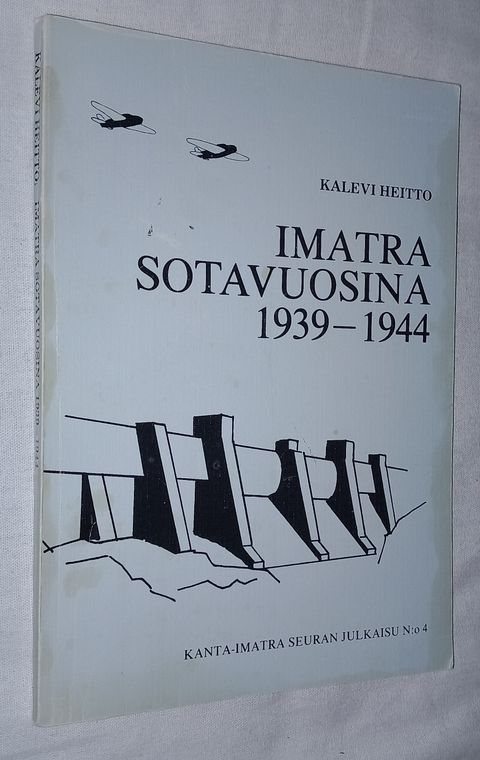 KALEVI HEITTO
IMATRA
SOTAVUOSINA
1939–1944
KANTA-IMATRA SEURAN JULKAISU N:o 4
KALEVI HEITTO: IMATRA SOTAVUOSINA 1939–1944